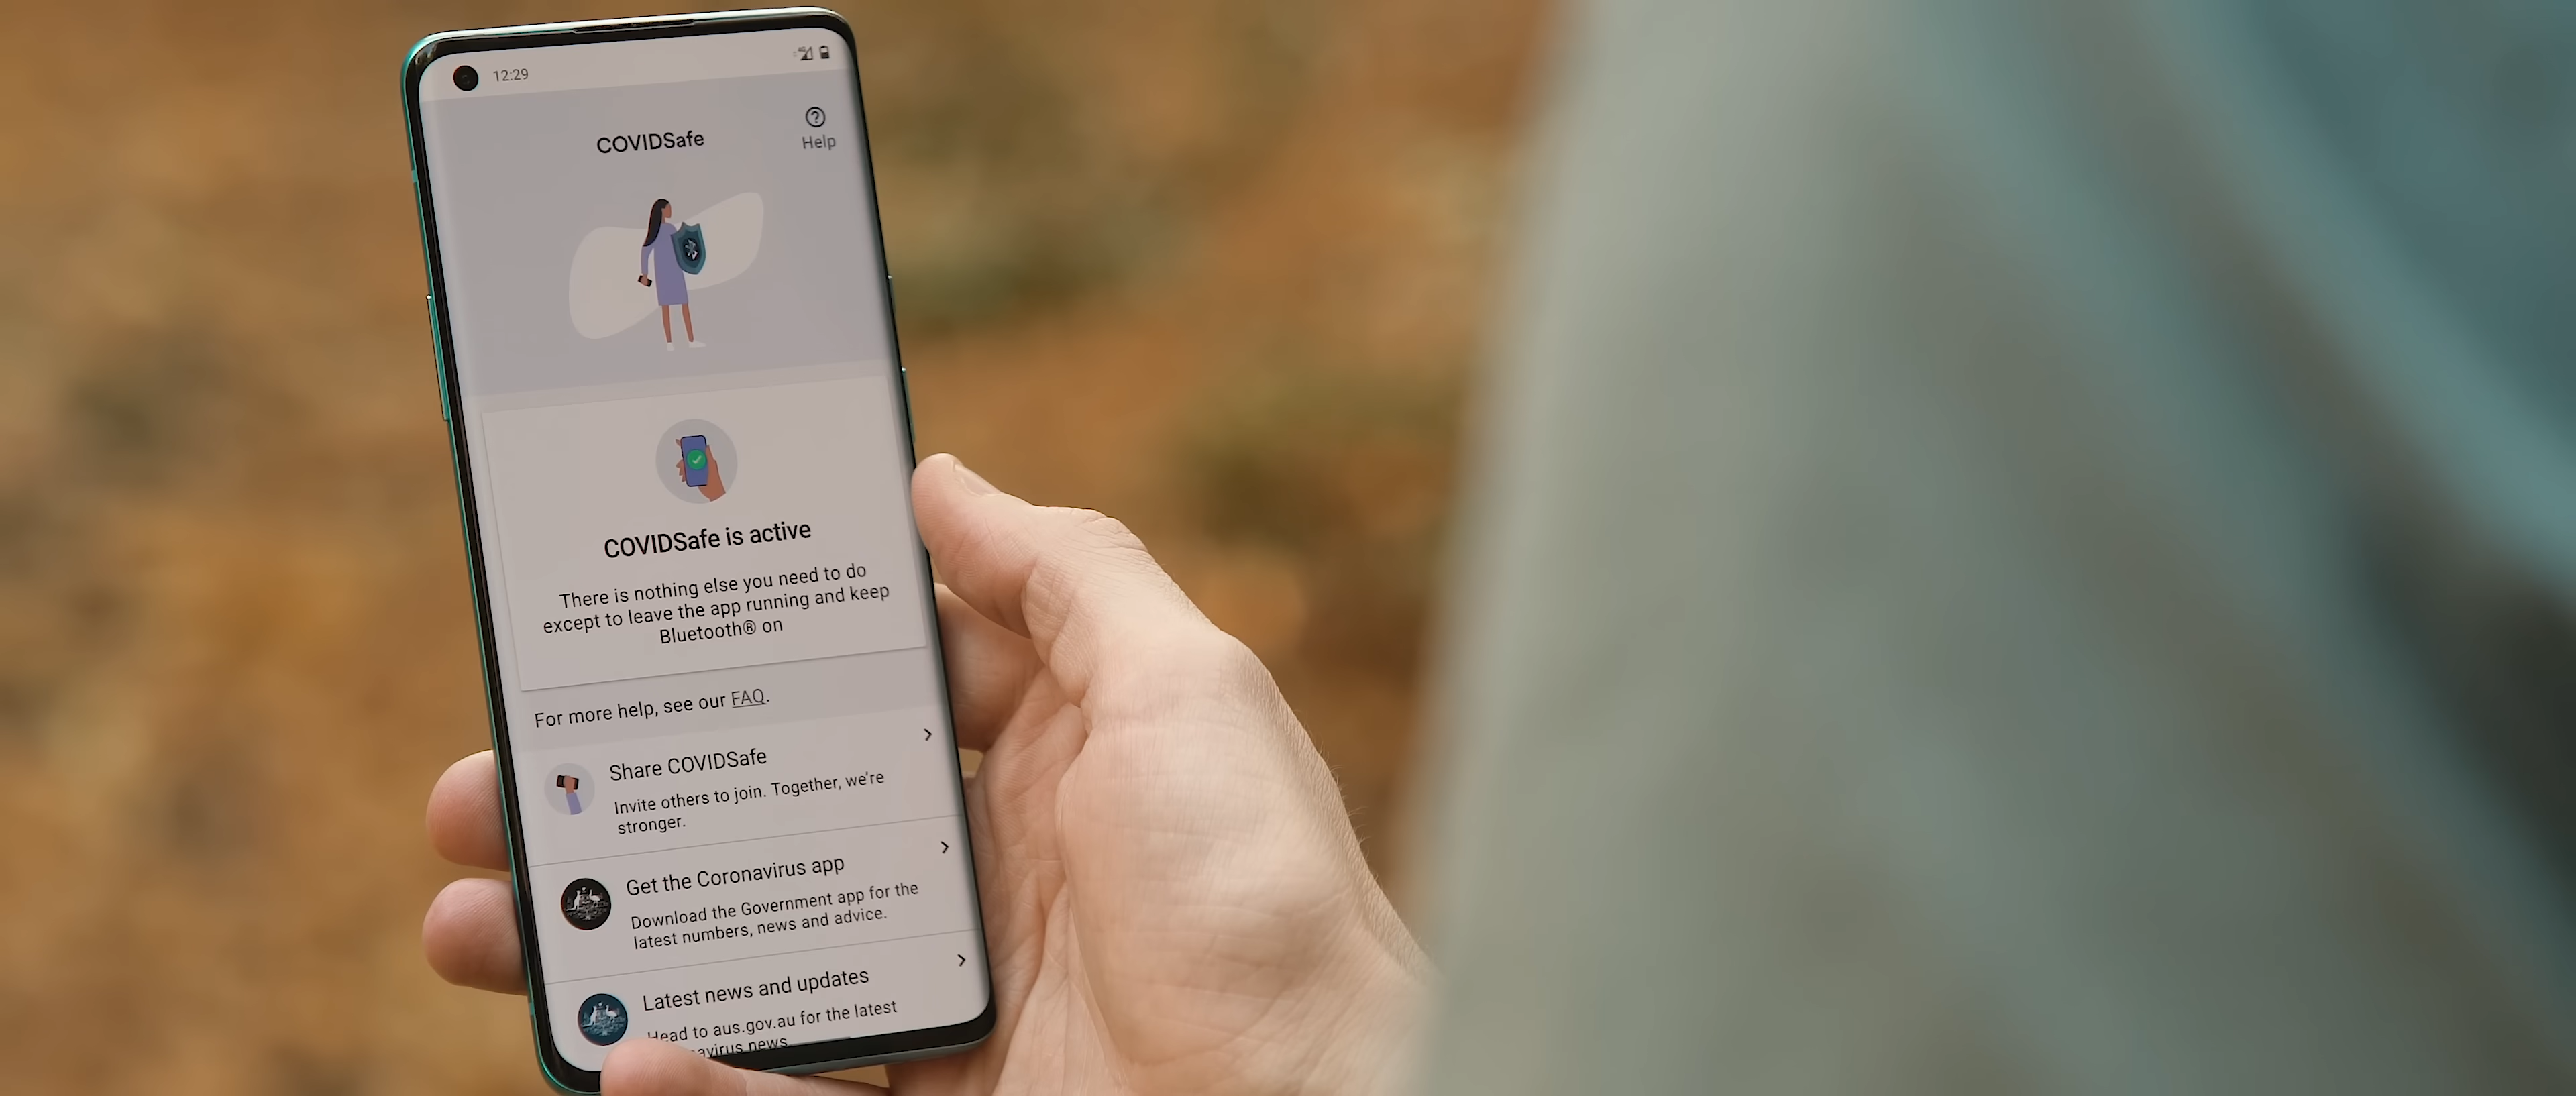 12:29
Help
COVIDSafe
COVIDSafe is active
There is nothing else you need to do
except to leave the app running and keep
Bluetooth® on
For more help, see our FAQ.
Share COVIDSafe
Invite others to join. Together, we're
stronger.
Get the Coronavirus app
Download the Government app for the
latest numbers, news and advice.
Latest news and updates
Head to aus.gov.au for the latest
news